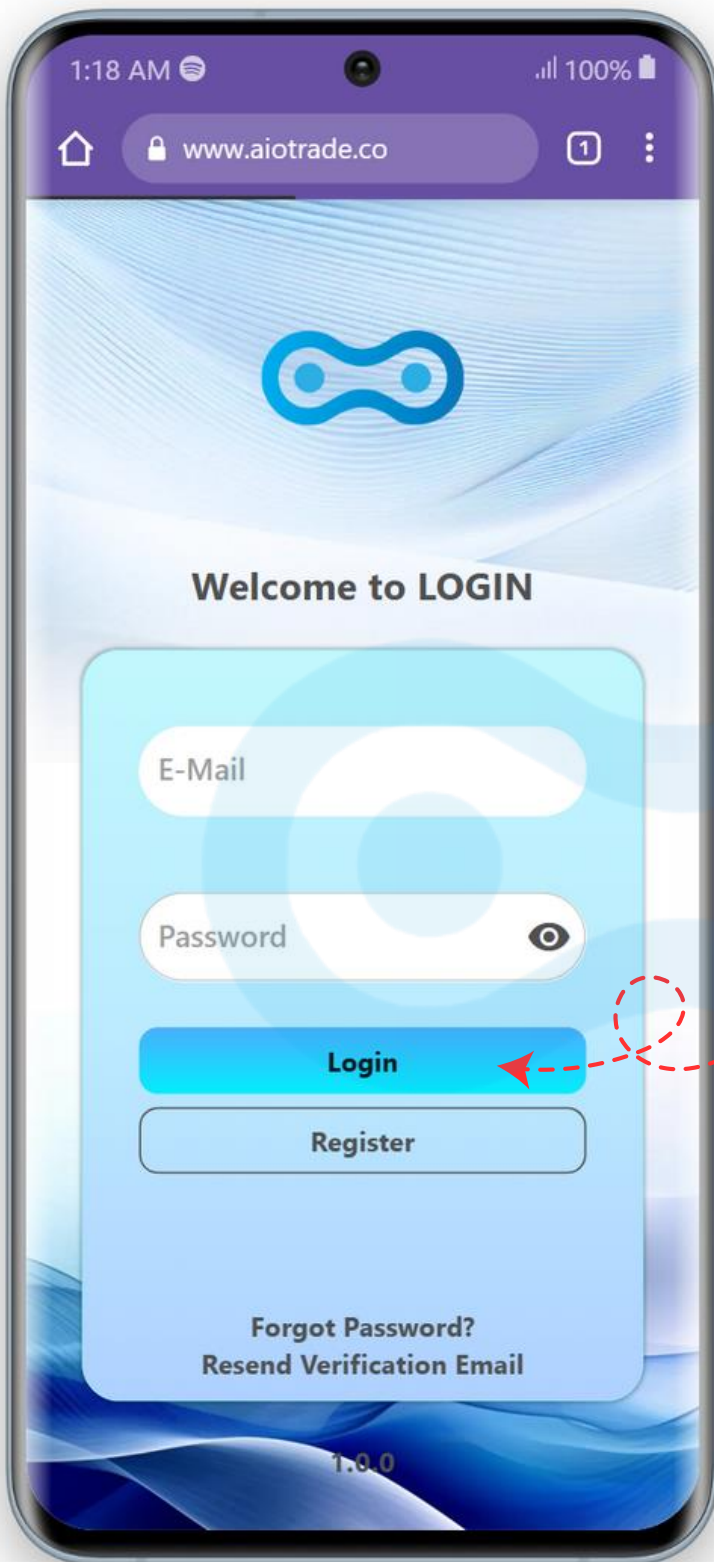 1:18 AM 100%
www.aiotrade.co 1
Welcome to LOGIN
E-Mail
Password
Login
Register
Forgot Password?
Resend Verification Email
1.0.0